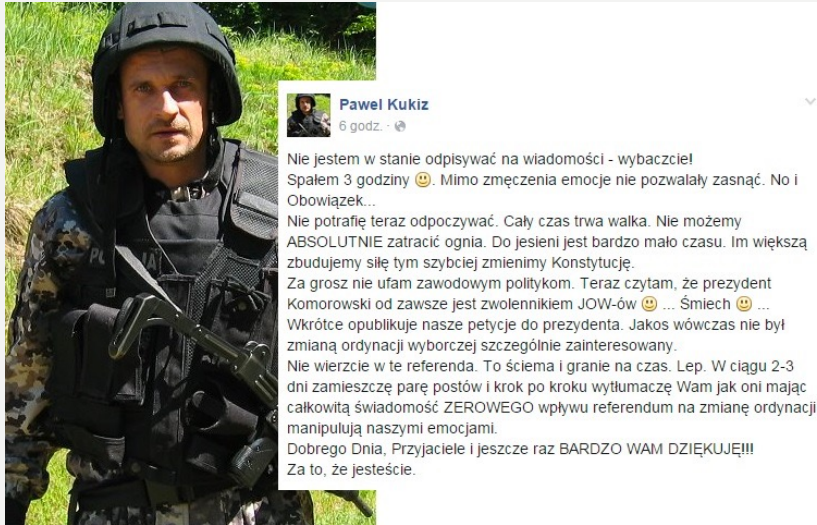 Pawel Kukiz
6 godz. ·
Nie jestem w stanie odpisywać na wiadomości - wybaczcie!
Spałem 3 godziny 😃. Mimo zmęczenia emocje nie pozwalały zasnąć. No i
Obowiązek...
Nie potrafię teraz odpoczywać. Cały czas trwa walka. Nie możemy
ABSOLUTNIE zatracić ognia. Do jesieni jest bardzo mało czasu. Im większą
zbudujemy siłę tym szybciej zmienimy Konstytucję.
Za grosz nie ufam zawodowym politykom. Teraz czytam, że prezydent
Komorowski od zawsze jest zwolennikiem JOW-ów 😃 ... Śmiech 😃 ...
Wkrótce opublikuje nasze petycje do prezydenta. Jakos wówczas nie był
zmianą ordynacji wyborczej szczególnie zainteresowany.
Nie wierzcie w te referenda. To ściema i granie na czas. Lep. W ciągu 2-3
dni zamieszczę parę postów i krok po kroku wytłumaczę Wam jak oni mając
całkowitą świadomość ZEROWEGO wpływu referendum na zmianę ordynacji
manipulują naszymi emocjami.
Dobrego Dnia, Przyjaciele i jeszcze raz BARDZO WAM DZIĘKUJĘ!!!
Za to, że jesteście.